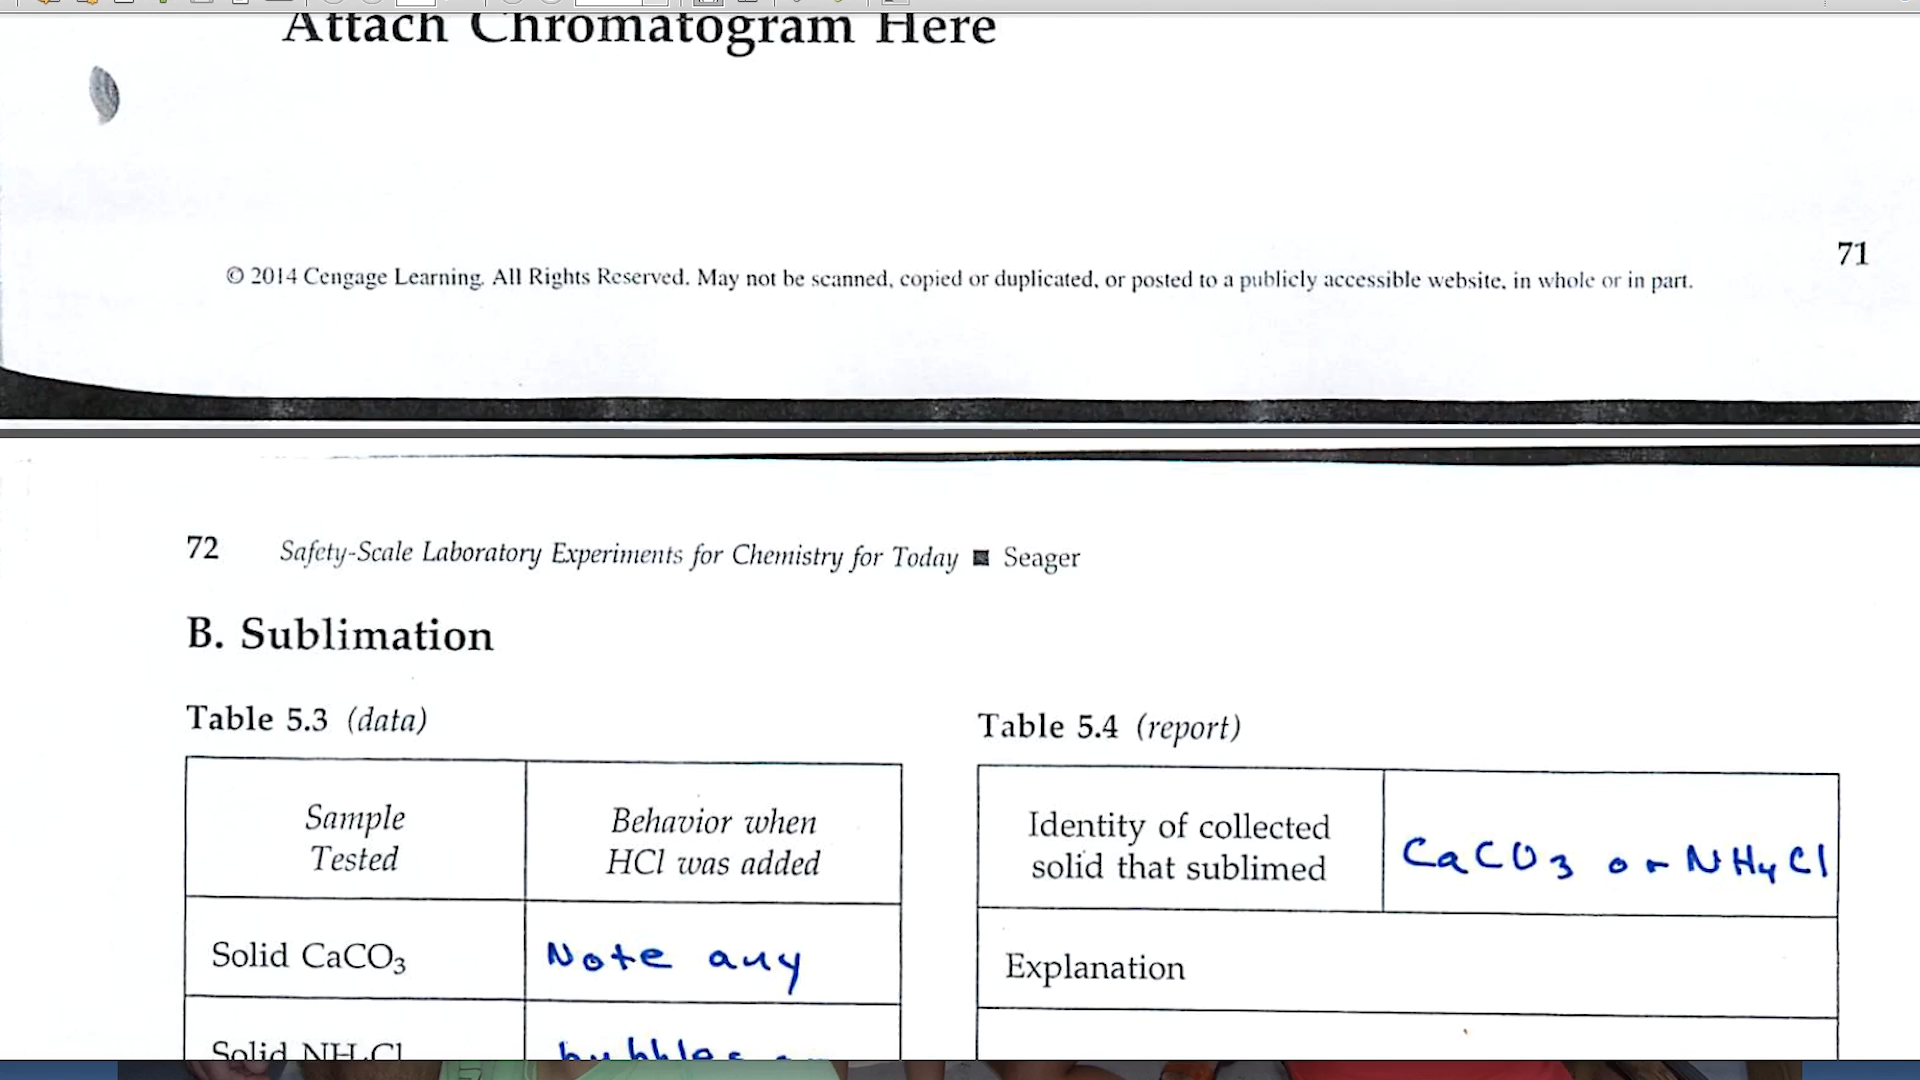 Attach Chromatogram Here
71
© 2014 Cengage Learning. All Rights Reserved. May not be scanned, copied or duplicated, or posted to a publicly accessible website, in whole or in part.
72 Safety-Scale Laboratory Experiments for Chemistry for Today ■ Seager
B. Sublimation
Table 5.3 (data)
Sample
Tested
Behavior when
HCl was added
Solid CaCO₃
Note any
Solid NH₄Cl
bubbles
Table 5.4 (report)
Identity of collected
solid that sublimed
CaCO₃ or NH₄Cl
Explanation